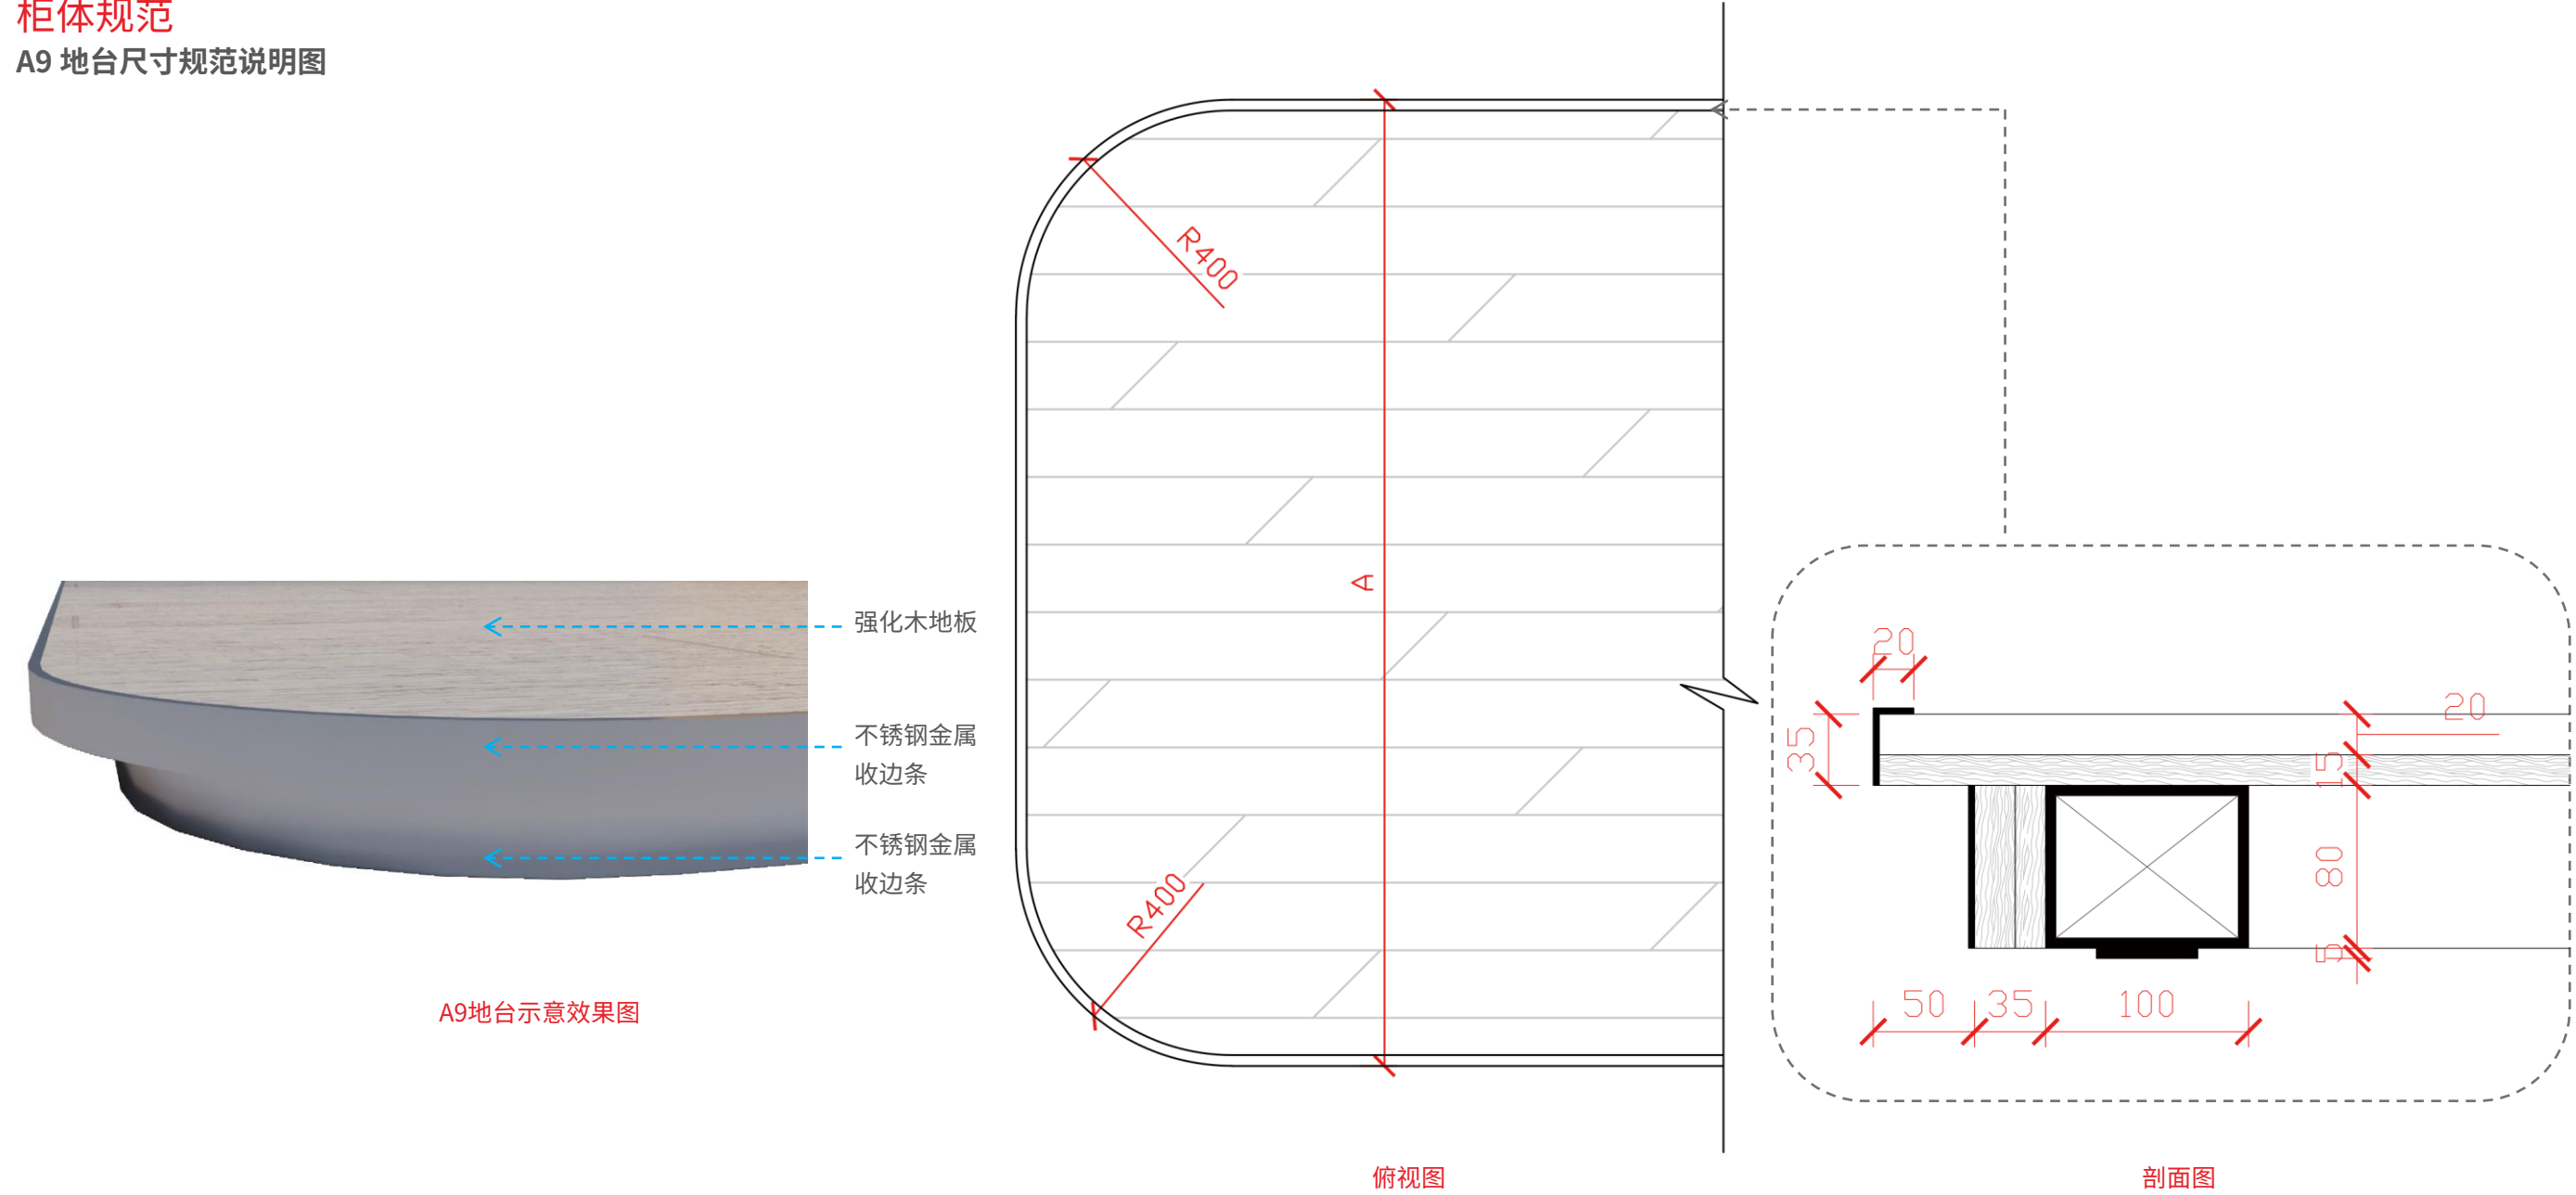 柜体规范
A9 地台尺寸规范说明图
R400
A
R400
强化木地板
不锈钢金属
收边条
不锈钢金属
收边条
A9地台示意效果图
俯视图
20
20
35
15
80
5
50
35
100
剖面图